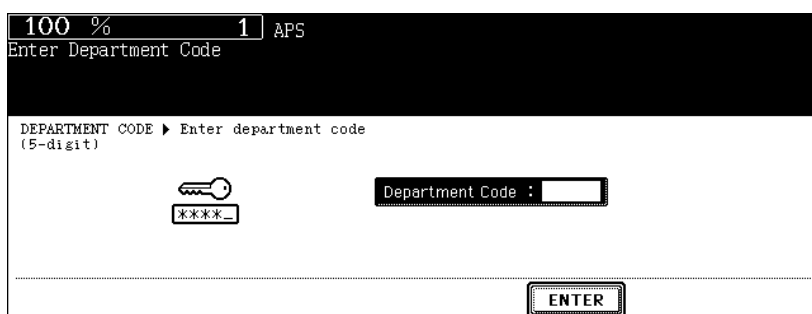 100 % 1 APS
Enter Department Code
DEPARTMENT CODE ▶ Enter department code
(5-digit)
Department Code :
****_
ENTER